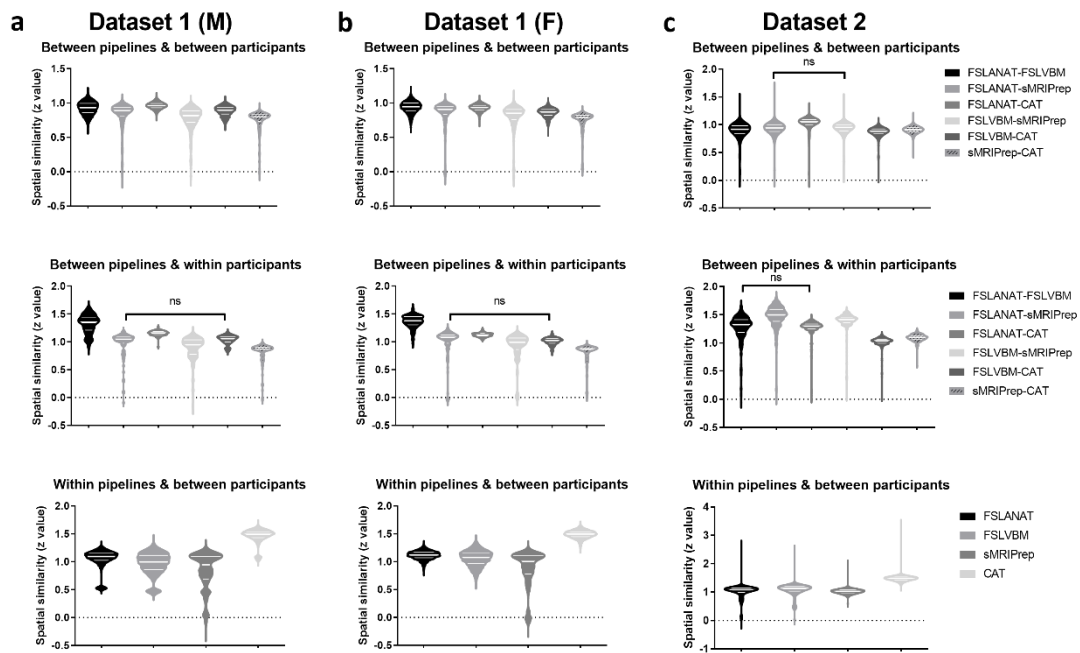 a Dataset 1 (M)
Between pipelines & between participants
Spatial similarity (z value)
1.5
1.0
0.5
0.0
-0.5
Between pipelines & within participants
ns
Spatial similarity (z value)
2.0
1.5
1.0
0.5
0.0
-0.5
Within pipelines & between participants
Spatial similarity (z value)
2.0
1.5
1.0
0.5
0.0
-0.5
b Dataset 1 (F)
Between pipelines & between participants
Spatial similarity (z value)
1.5
1.0
0.5
0.0
-0.5
Between pipelines & within participants
ns
Spatial similarity (z value)
2.0
1.5
1.0
0.5
0.0
-0.5
Within pipelines & between participants
Spatial similarity (z value)
2.0
1.5
1.0
0.5
0.0
-0.5
c Dataset 2
Between pipelines & between participants
ns
Spatial similarity (z value)
2.0
1.5
1.0
0.5
0.0
-0.5
FSLANAT-FSLVBM
FSLANAT-sMRIPrep
FSLANAT-CAT
FSLVBM-sMRIPrep
FSLVBM-CAT
sMRIPrep-CAT
Between pipelines & within participants
ns
Spatial similarity (z value)
2.0
1.5
1.0
0.5
0.0
-0.5
FSLANAT-FSLVBM
FSLANAT-sMRIPrep
FSLANAT-CAT
FSLVBM-sMRIPrep
FSLVBM-CAT
sMRIPrep-CAT
Within pipelines & between participants
Spatial similarity (z value)
4
3
2
1
0
-1
FSLANAT
FSLVBM
sMRIPrep
CAT